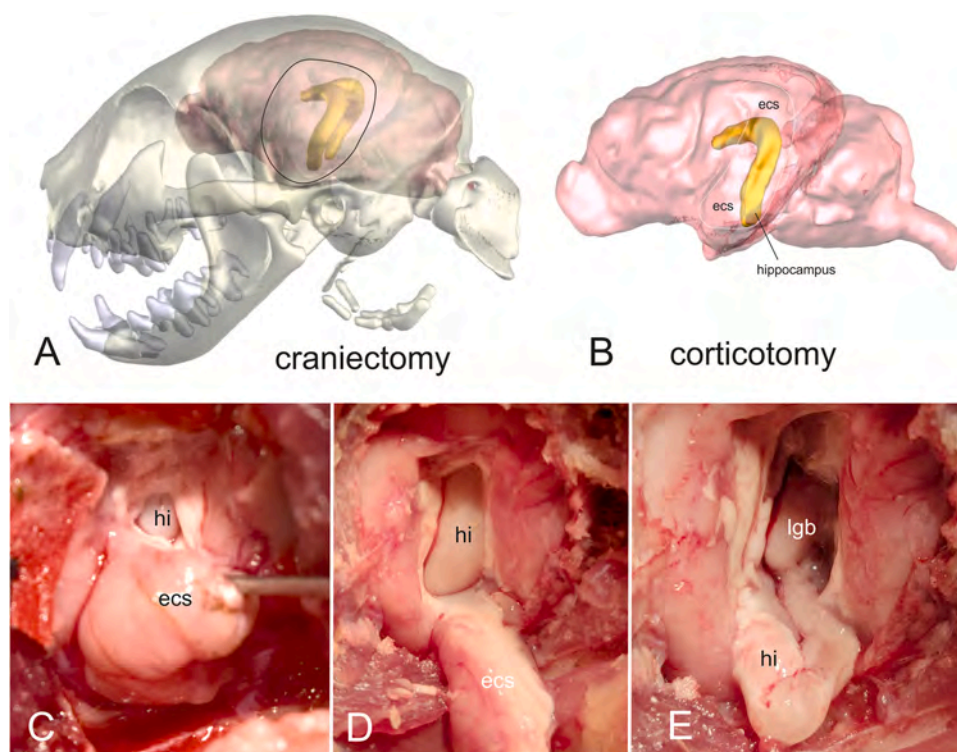 A
craniectomy
ecs
ecs
hippocampus
B
corticotomy
hi
ecs
C
hi
ecs
D
lgb
hi
E